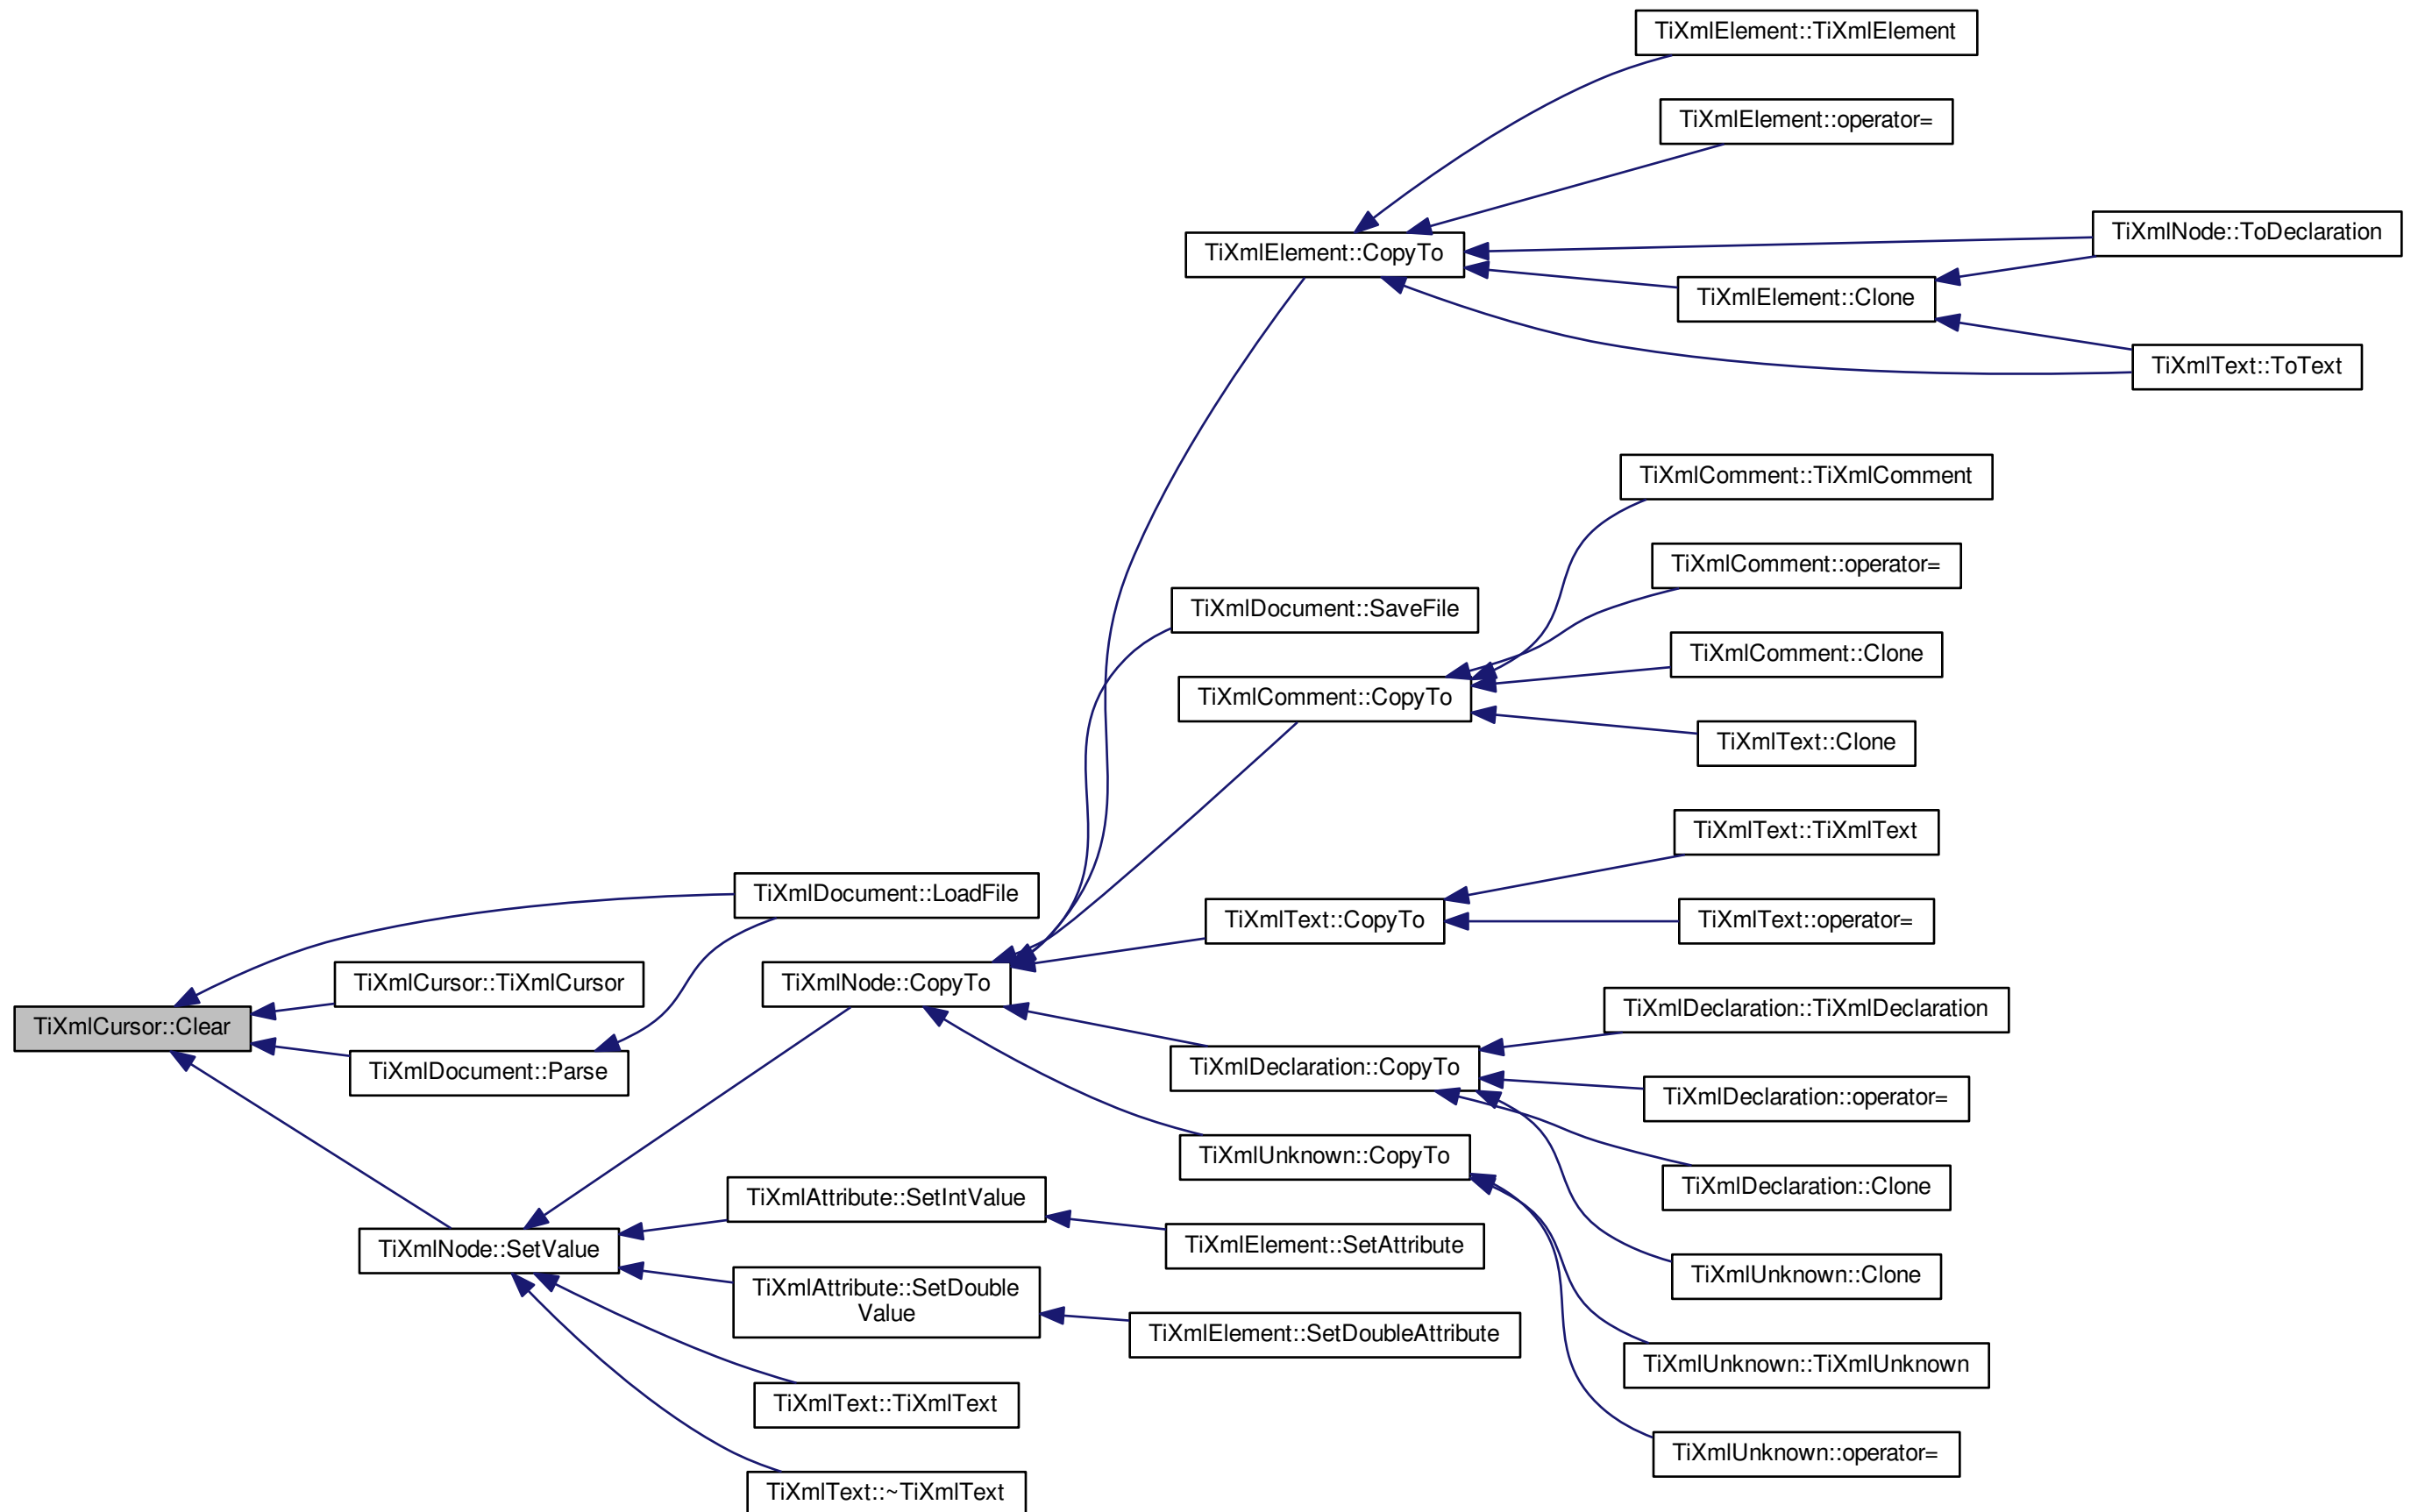 TiXmlElement::TiXmlElement
TiXmlElement::operator=
TiXmlNode::ToDeclaration
TiXmlElement::CopyTo
TiXmlElement::Clone
TiXmlText::ToText
TiXmlComment::TiXmlComment
TiXmlComment::operator=
TiXmlDocument::SaveFile
TiXmlComment::Clone
TiXmlComment::CopyTo
TiXmlText::Clone
TiXmlText::TiXmlText
TiXmlDocument::LoadFile
TiXmlText::CopyTo
TiXmlText::operator=
TiXmlCursor::TiXmlCursor
TiXmlNode::CopyTo
TiXmlDeclaration::TiXmlDeclaration
TiXmlCursor::Clear
TiXmlDocument::Parse
TiXmlDeclaration::CopyTo
TiXmlDeclaration::operator=
TiXmlUnknown::CopyTo
TiXmlDeclaration::Clone
TiXmlAttribute::SetIntValue
TiXmlNode::SetValue
TiXmlElement::SetAttribute
TiXmlUnknown::Clone
TiXmlAttribute::SetDouble
Value
TiXmlElement::SetDoubleAttribute
TiXmlUnknown::TiXmlUnknown
TiXmlText::TiXmlText
TiXmlUnknown::operator=
TiXmlText::~TiXmlText